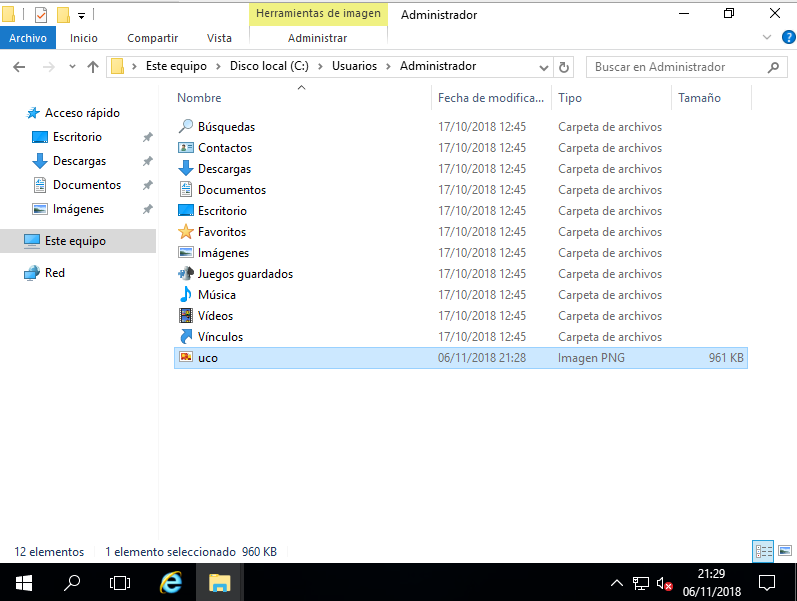 Herramientas de imagen Administrador
Archivo Inicio Compartir Vista Administrar
Este equipo > Disco local (C:) > Usuarios > Administrador Buscar en Administrador
Nombre Fecha de modifica... Tipo Tamaño
Acceso rápido
Escritorio
Descargas
Documentos
Imágenes
Este equipo
Red
Búsquedas 17/10/2018 12:45 Carpeta de archivos
Contactos 17/10/2018 12:45 Carpeta de archivos
Descargas 17/10/2018 12:45 Carpeta de archivos
Documentos 17/10/2018 12:45 Carpeta de archivos
Escritorio 17/10/2018 12:45 Carpeta de archivos
Favoritos 17/10/2018 12:45 Carpeta de archivos
Imágenes 17/10/2018 12:45 Carpeta de archivos
Juegos guardados 17/10/2018 12:45 Carpeta de archivos
Música 17/10/2018 12:45 Carpeta de archivos
Vídeos 17/10/2018 12:45 Carpeta de archivos
Vínculos 17/10/2018 12:45 Carpeta de archivos
uco 06/11/2018 21:28 Imagen PNG 961 KB
12 elementos 1 elemento seleccionado 960 KB
21:29
06/11/2018